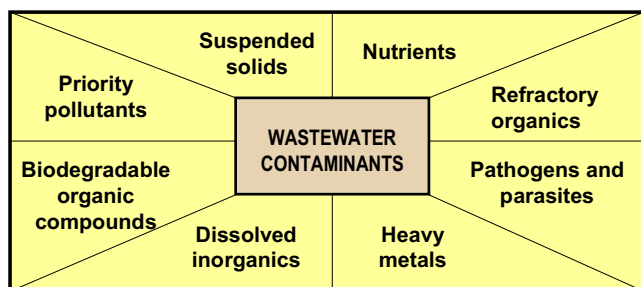 Suspended
solids
Nutrients
Priority
pollutants
Refractory
organics
WASTEWATER
CONTAMINANTS
Biodegradable
organic
compounds
Pathogens and
parasites
Dissolved
inorganics
Heavy
metals